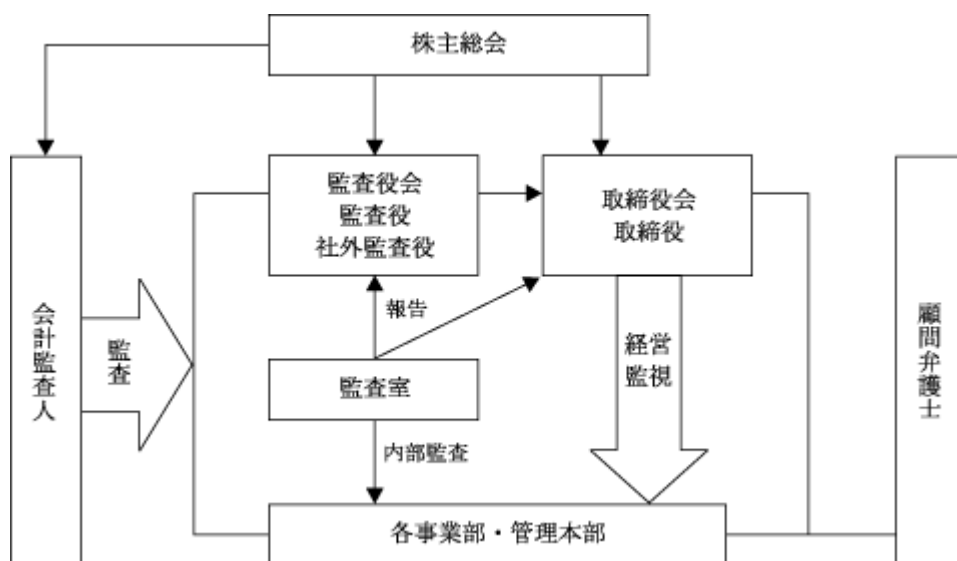 株主総会
監査役会
監査役
社外監査役
取締役会
取締役
会計監査人
監査
報告
監査室
内部監査
経営
監視
顧問弁護士
各事業部・管理本部